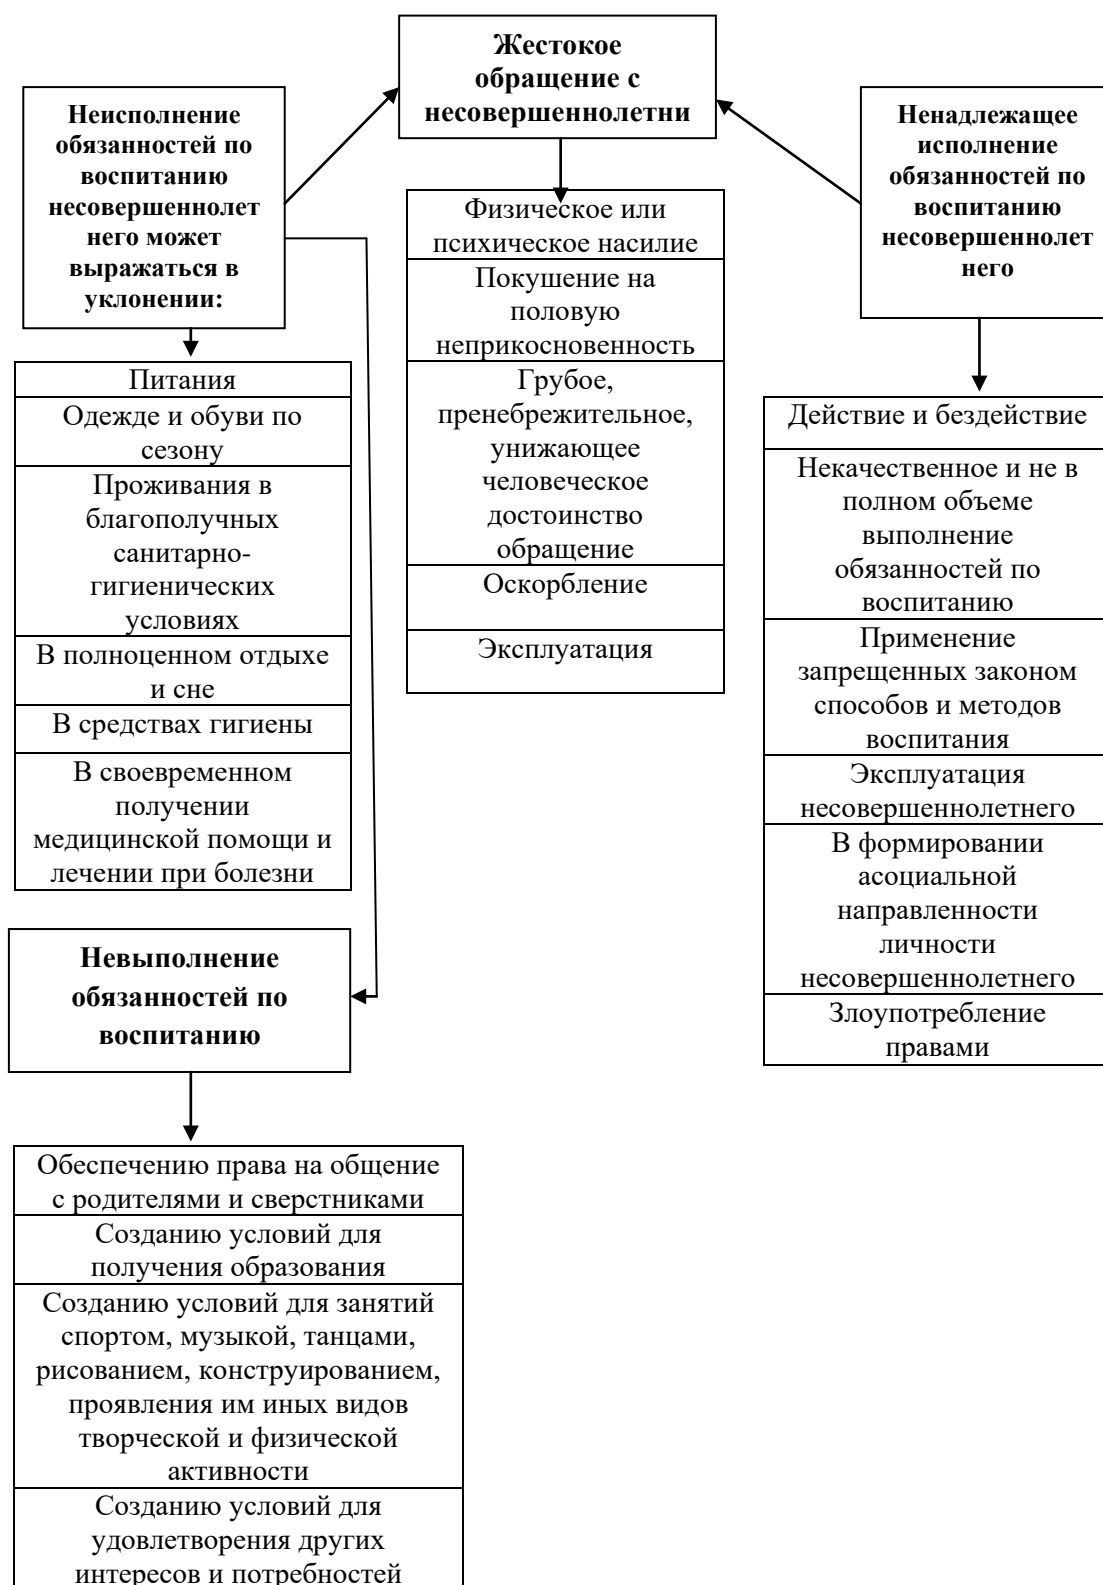 Жестокое
обращение с
несовершеннолетни
Неисполнение
обязанностей по
воспитанию
несовершеннолет
него может
выражаться в
уклонении:
Ненадлежащее
исполнение
обязанностей по
воспитанию
несовершеннолет
него
Физическое или
психическое насилие
Покушение на
половую
неприкосновенность
Грубое,
пренебрежительное,
унижающее
человеческое
достоинство
обращение
Оскорбление
Эксплуатация
Питания
Одежде и обуви по
сезону
Проживания в
благополучных
санитарно-
гигиенических
условиях
В полноценном отдыхе
и сне
В средствах гигиены
В своевременном
получении
медицинской помощи и
лечении при болезни
Действие и бездействие
Некачественное и не в
полном объеме
выполнение
обязанностей по
воспитанию
Применение
запрещенных законом
способов и методов
воспитания
Эксплуатация
несовершеннолетнего
В формировании
асоциальной
направленности
личности
несовершеннолетнего
Злоупотребление
правами
Невыполнение
обязанностей по
воспитанию
Обеспечению права на общение
с родителями и сверстниками
Созданию условий для
получения образования
Созданию условий для занятий
спортом, музыкой, танцами,
рисованием, конструированием,
проявления им иных видов
творческой и физической
активности
Созданию условий для
удовлетворения других
интересов и потребностей